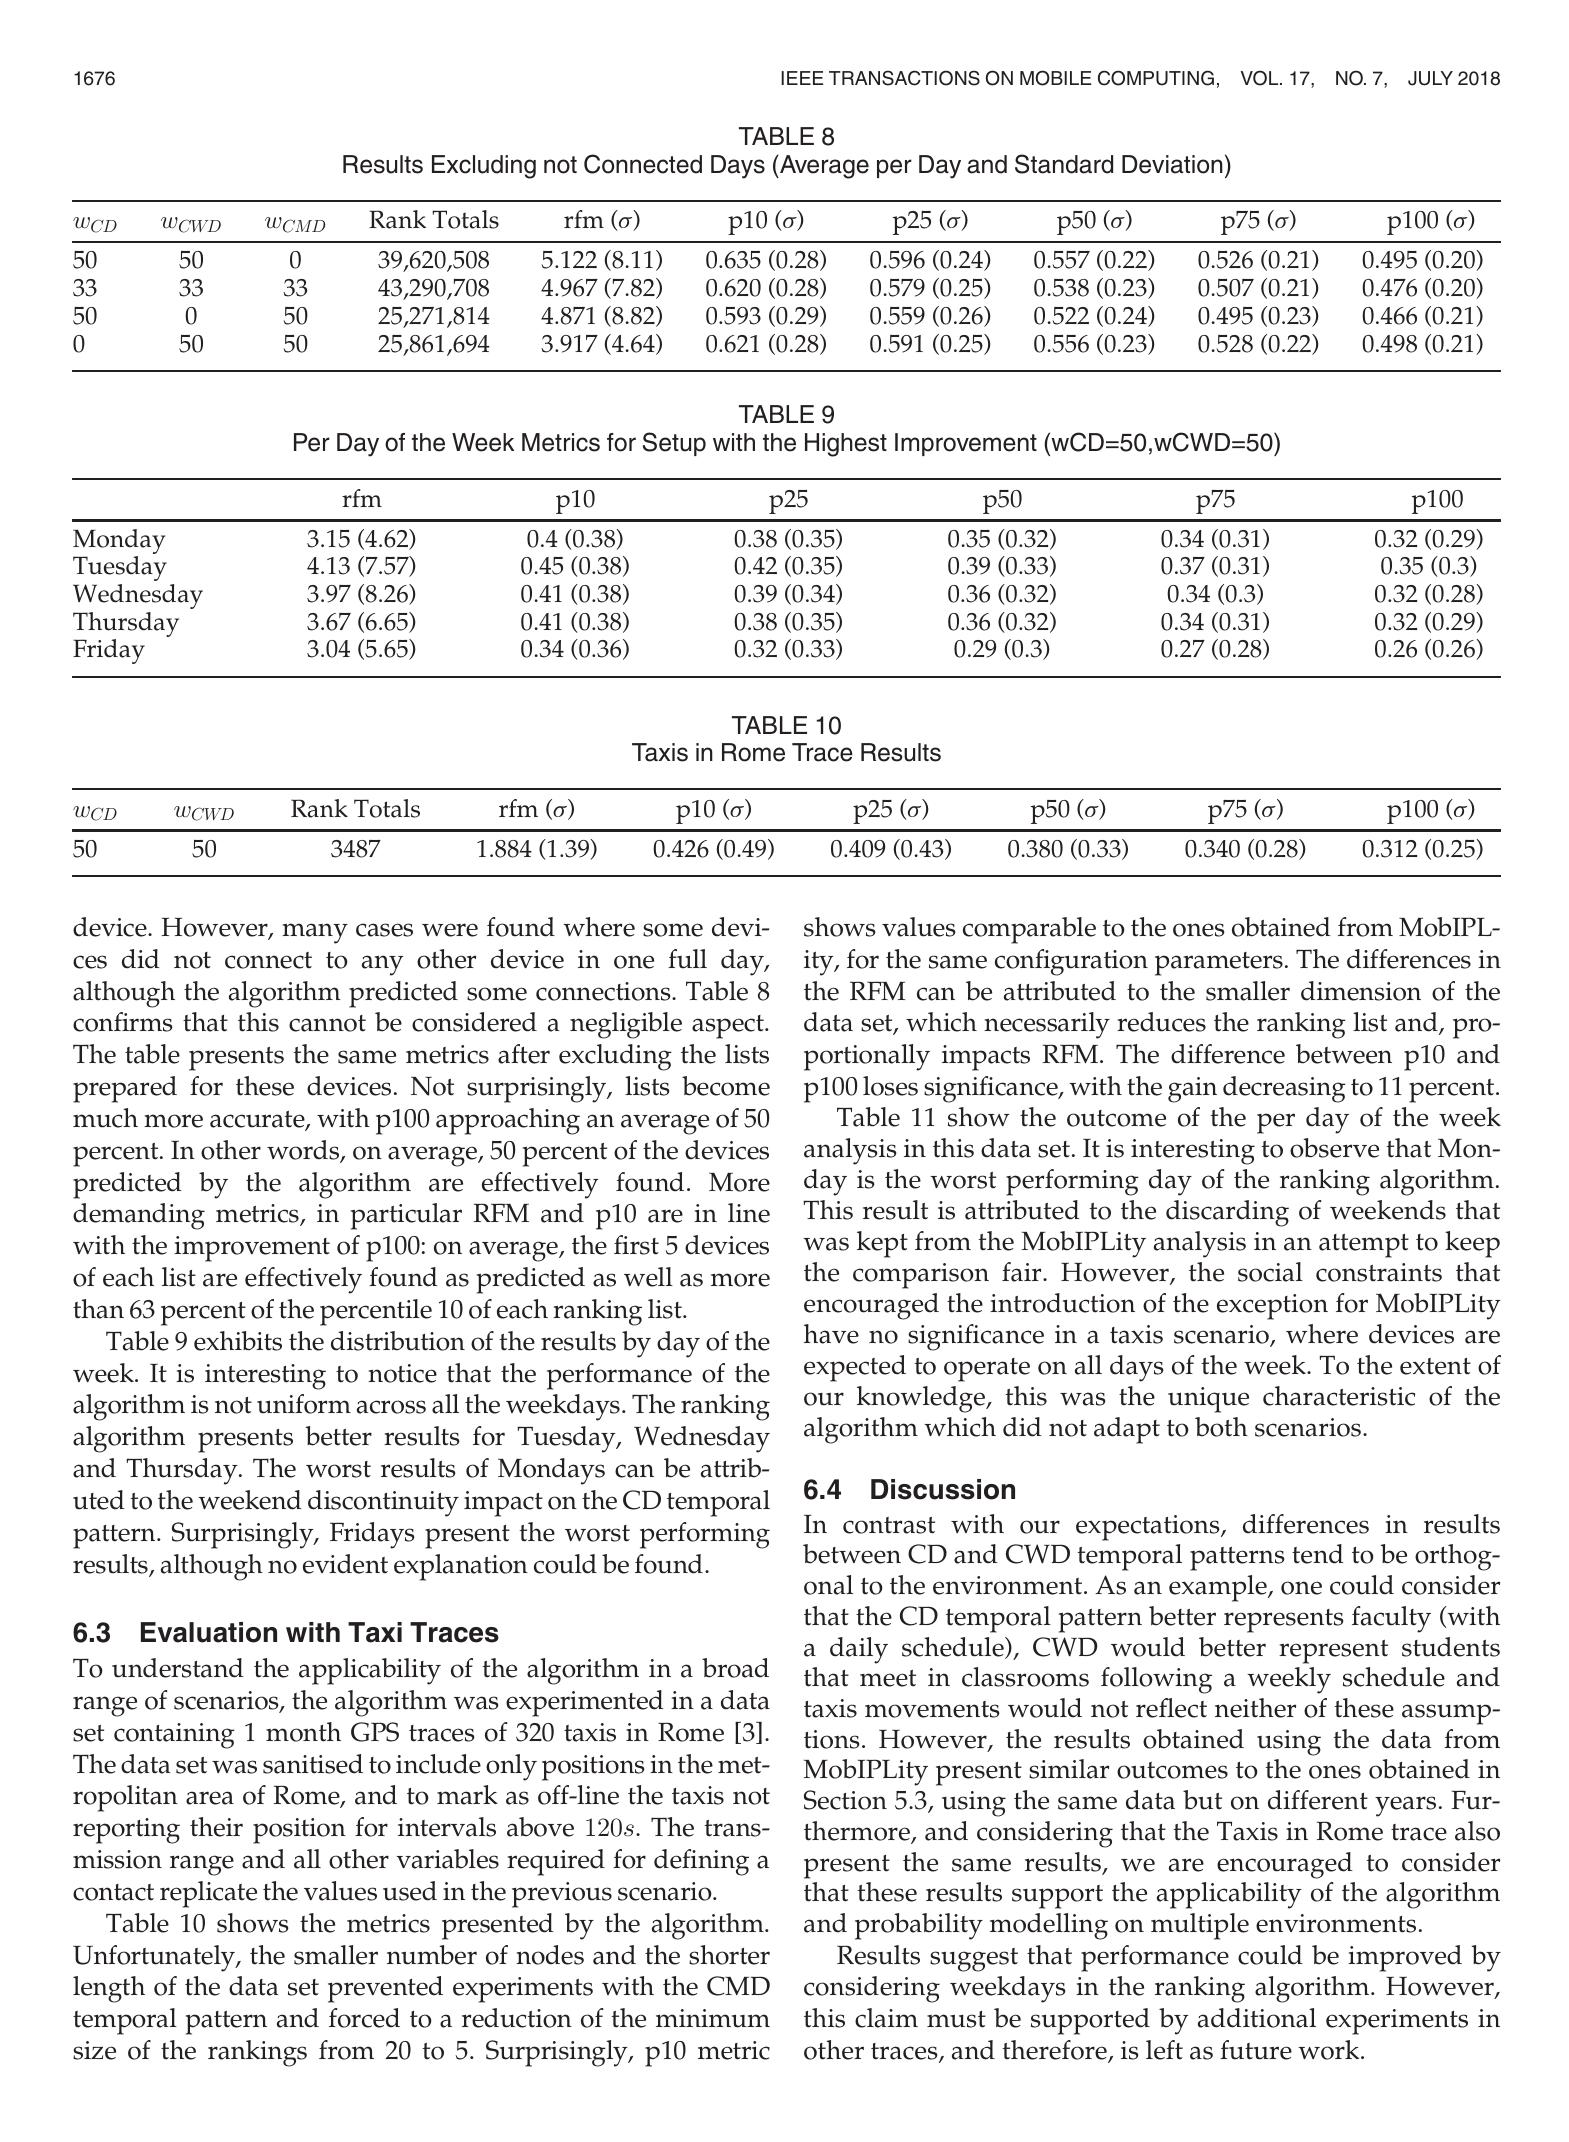 1676
IEEE TRANSACTIONS ON MOBILE COMPUTING, VOL. 17, NO. 7, JULY 2018
TABLE 8
Results Excluding not Connected Days (Average per Day and Standard Deviation)
wCD wCWD wCMD Rank Totals rfm (σ) p10 (σ) p25 (σ) p50 (σ) p75 (σ) p100 (σ)
50 50 0 39,620,508 5.122 (8.11) 0.635 (0.28) 0.596 (0.24) 0.557 (0.22) 0.526 (0.21) 0.495 (0.20)
33 33 33 43,290,708 4.967 (7.82) 0.620 (0.28) 0.579 (0.25) 0.538 (0.23) 0.507 (0.21) 0.476 (0.20)
50 0 50 25,271,814 4.871 (8.82) 0.593 (0.29) 0.559 (0.26) 0.522 (0.24) 0.495 (0.23) 0.466 (0.21)
0 50 50 25,861,694 3.917 (4.64) 0.621 (0.28) 0.591 (0.25) 0.556 (0.23) 0.528 (0.22) 0.498 (0.21)
TABLE 9
Per Day of the Week Metrics for Setup with the Highest Improvement (wCD=50,wCWD=50)
rfm p10 p25 p50 p75 p100
Monday 3.15 (4.62) 0.4 (0.38) 0.38 (0.35) 0.35 (0.32) 0.34 (0.31) 0.32 (0.29)
Tuesday 4.13 (7.57) 0.45 (0.38) 0.42 (0.35) 0.39 (0.33) 0.37 (0.31) 0.35 (0.3)
Wednesday 3.97 (8.26) 0.41 (0.38) 0.39 (0.34) 0.36 (0.32) 0.34 (0.3) 0.32 (0.28)
Thursday 3.67 (6.65) 0.41 (0.38) 0.38 (0.35) 0.36 (0.32) 0.34 (0.31) 0.32 (0.29)
Friday 3.04 (5.65) 0.34 (0.36) 0.32 (0.33) 0.29 (0.3) 0.27 (0.28) 0.26 (0.26)
TABLE 10
Taxis in Rome Trace Results
wCD wCWD Rank Totals rfm (σ) p10 (σ) p25 (σ) p50 (σ) p75 (σ) p100 (σ)
50 50 3487 1.884 (1.39) 0.426 (0.49) 0.409 (0.43) 0.380 (0.33) 0.340 (0.28) 0.312 (0.25)
device. However, many cases were found where some devi-
ces did not connect to any other device in one full day,
although the algorithm predicted some connections. Table 8
confirms that this cannot be considered a negligible aspect.
The table presents the same metrics after excluding the lists
prepared for these devices. Not surprisingly, lists become
much more accurate, with p100 approaching an average of 50
percent. In other words, on average, 50 percent of the devices
predicted by the algorithm are effectively found. More
demanding metrics, in particular RFM and p10 are in line
with the improvement of p100: on average, the first 5 devices
of each list are effectively found as predicted as well as more
than 63 percent of the percentile 10 of each ranking list.
Table 9 exhibits the distribution of the results by day of the
week. It is interesting to notice that the performance of the
algorithm is not uniform across all the weekdays. The ranking
algorithm presents better results for Tuesday, Wednesday
and Thursday. The worst results of Mondays can be attrib-
uted to the weekend discontinuity impact on the CD temporal
pattern. Surprisingly, Fridays present the worst performing
results, although no evident explanation could be found.
6.3 Evaluation with Taxi Traces
To understand the applicability of the algorithm in a broad
range of scenarios, the algorithm was experimented in a data
set containing 1 month GPS traces of 320 taxis in Rome [3].
The data set was sanitised to include only positions in the met-
ropolitan area of Rome, and to mark as off-line the taxis not
reporting their position for intervals above 120s. The trans-
mission range and all other variables required for defining a
contact replicate the values used in the previous scenario.
Table 10 shows the metrics presented by the algorithm.
Unfortunately, the smaller number of nodes and the shorter
length of the data set prevented experiments with the CMD
temporal pattern and forced to a reduction of the minimum
size of the rankings from 20 to 5. Surprisingly, p10 metric
shows values comparable to the ones obtained from MobIPL-
ity, for the same configuration parameters. The differences in
the RFM can be attributed to the smaller dimension of the
data set, which necessarily reduces the ranking list and, pro-
portionally impacts RFM. The difference between p10 and
p100 loses significance, with the gain decreasing to 11 percent.
Table 11 show the outcome of the per day of the week
analysis in this data set. It is interesting to observe that Mon-
day is the worst performing day of the ranking algorithm.
This result is attributed to the discarding of weekends that
was kept from the MobIPLity analysis in an attempt to keep
the comparison fair. However, the social constraints that
encouraged the introduction of the exception for MobIPLity
have no significance in a taxis scenario, where devices are
expected to operate on all days of the week. To the extent of
our knowledge, this was the unique characteristic of the
algorithm which did not adapt to both scenarios.
6.4 Discussion
In contrast with our expectations, differences in results
between CD and CWD temporal patterns tend to be orthog-
onal to the environment. As an example, one could consider
that the CD temporal pattern better represents faculty (with
a daily schedule), CWD would better represent students
that meet in classrooms following a weekly schedule and
taxis movements would not reflect neither of these assump-
tions. However, the results obtained using the data from
MobIPLity present similar outcomes to the ones obtained in
Section 5.3, using the same data but on different years. Fur-
thermore, and considering that the Taxis in Rome trace also
present the same results, we are encouraged to consider
that these results support the applicability of the algorithm
and probability modelling on multiple environments.
Results suggest that performance could be improved by
considering weekdays in the ranking algorithm. However,
this claim must be supported by additional experiments in
other traces, and therefore, is left as future work.